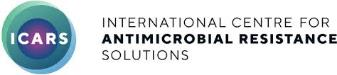 ICARS
INTERNATIONAL CENTRE FOR
ANTIMICROBIAL RESISTANCE
SOLUTIONS